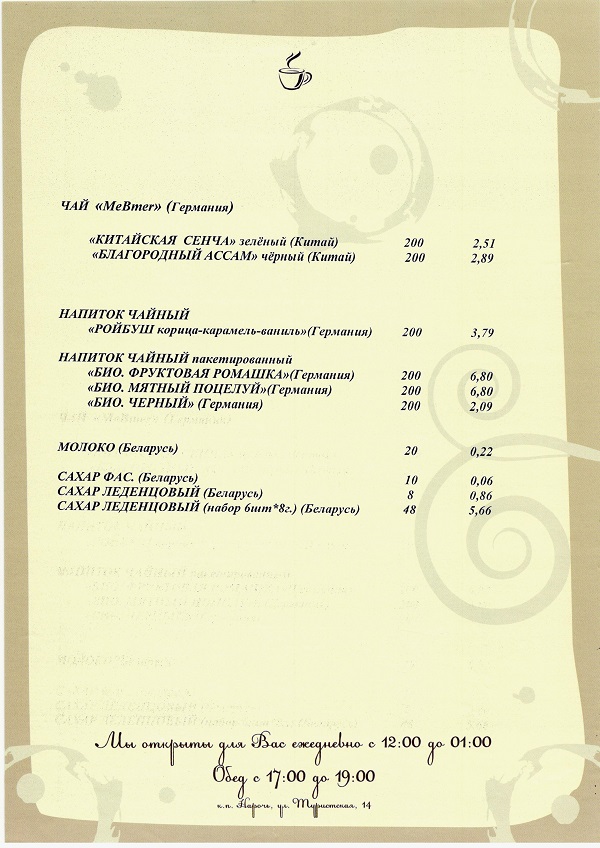 ЧАЙ «МеВmer» (Германия)
«КИТАЙСКАЯ СЕНЧА» зелёный (Китай) 200 2,51
«БЛАГОРОДНЫЙ АССАМ» чёрный (Китай) 200 2,89
НАПИТОК ЧАЙНЫЙ
«РОЙБУШ корица-карамель-ваниль»(Германия) 200 3,79
НАПИТОК ЧАЙНЫЙ пакетированный
«БИО. ФРУКТОВАЯ РОМАШКА»(Германия) 200 6,80
«БИО. МЯТНЫЙ ПОЦЕЛУЙ»(Германия) 200 6,80
«БИО. ЧЕРНЫЙ» (Германия) 200 2,09
МОЛОКО (Беларусь) 20 0,22
САХАР ФАС. (Беларусь) 10 0,06
САХАР ЛЕДЕНЦОВЫЙ (Беларусь) 8 0,86
САХАР ЛЕДЕНЦОВЫЙ (набор 6шт*8г.) (Беларусь) 48 5,66
Мы открыты для Вас ежедневно с 12:00 до 01:00
Обед с 17:00 до 19:00
к.п. Нарочь, ул. Туристская, 14